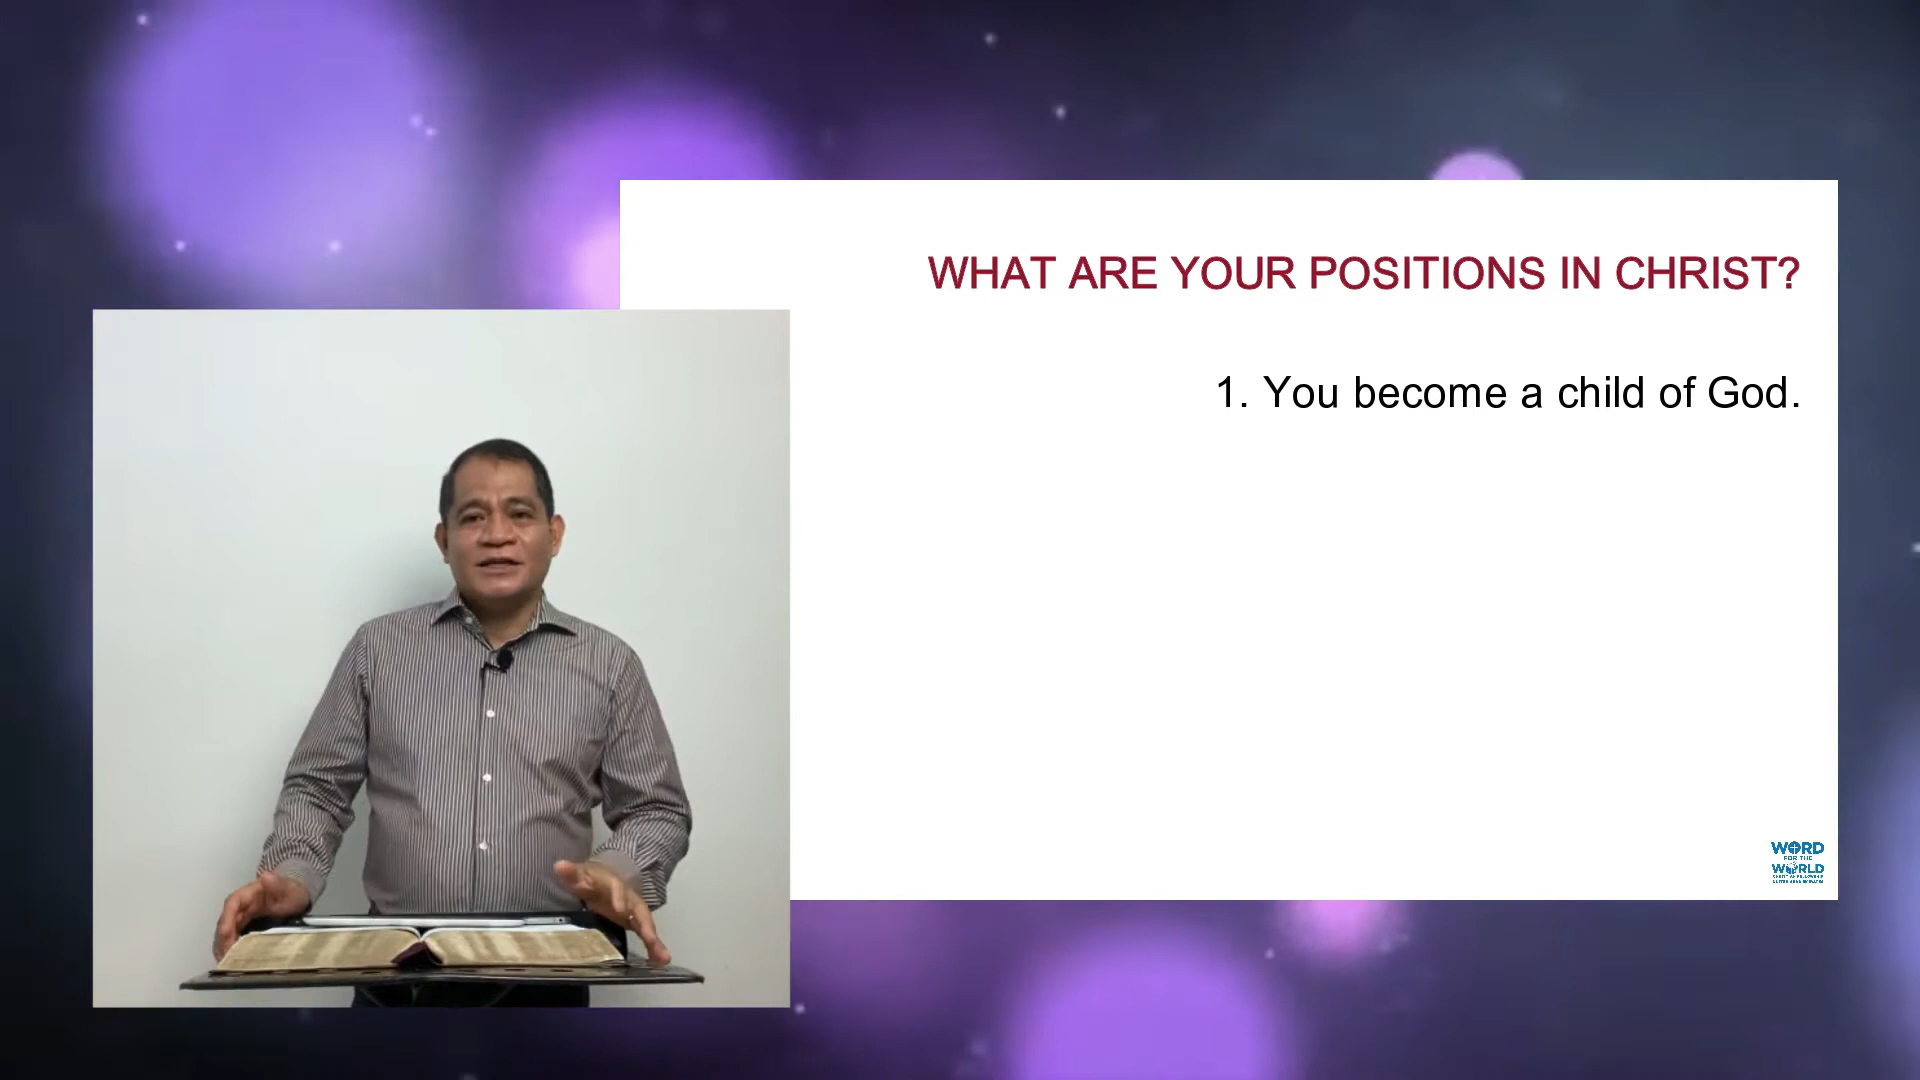 WHAT ARE YOUR POSITIONS IN CHRIST?
1. You become a child of God.
WORD
FOR THE
WORLD